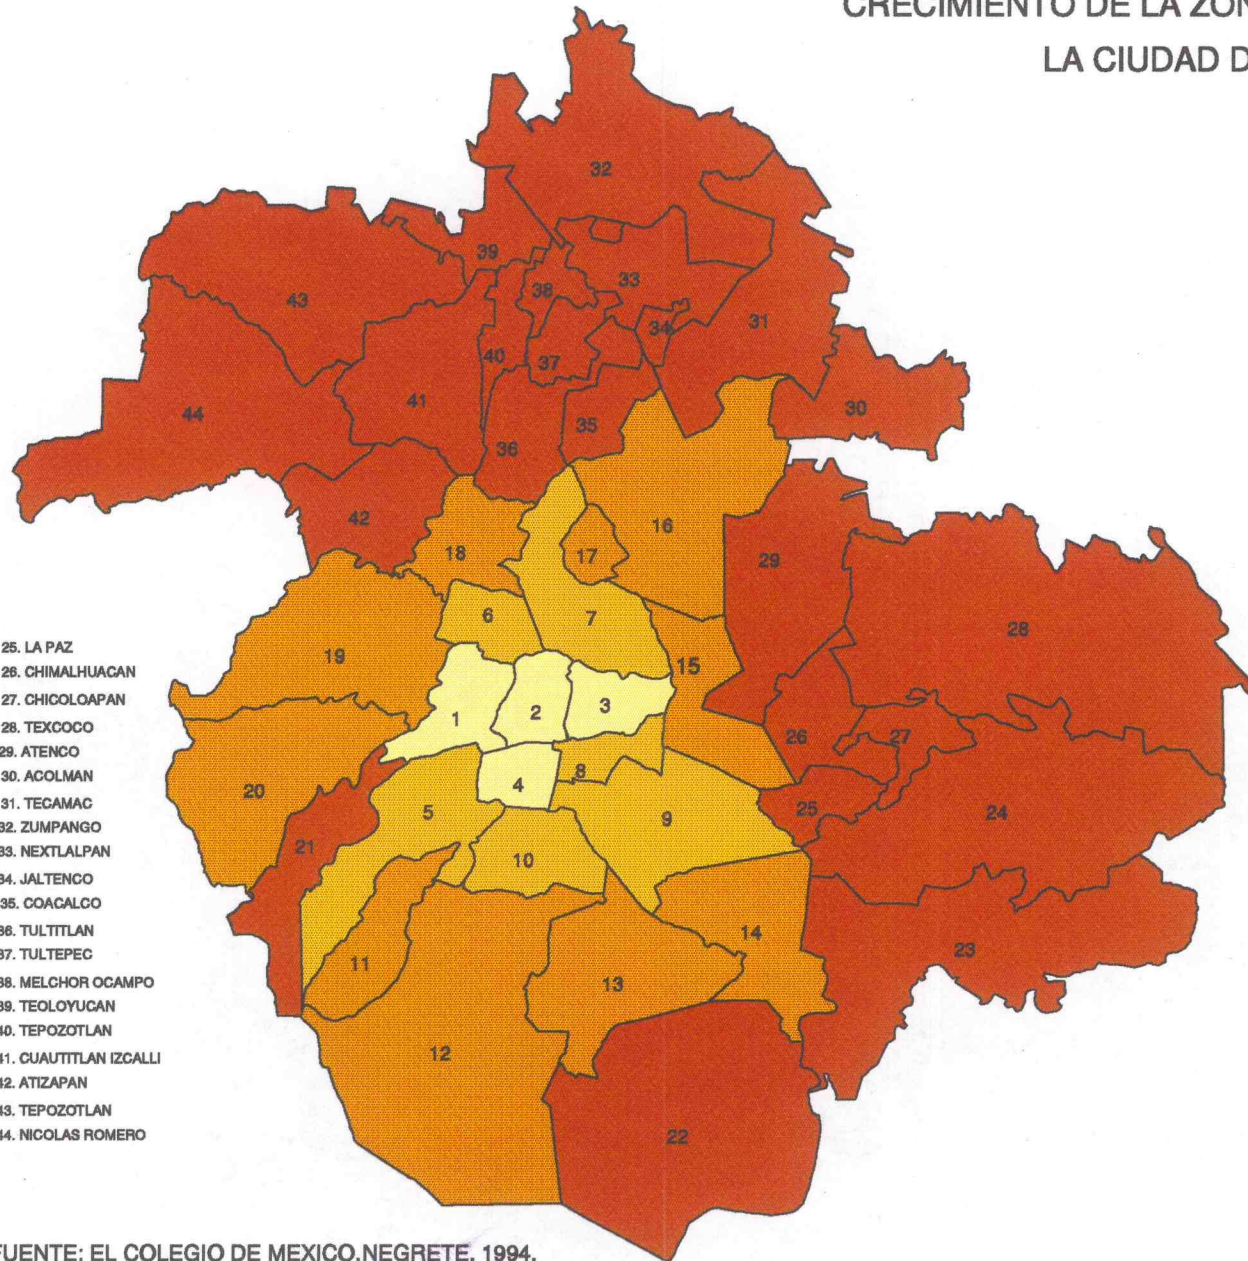 CRECIMIENTO DE LA ZON
LA CIUDAD D
32
39
33
38
43
31
34
40
37
41
30
44
35
36
16
42
18
17
29
6
7
28
19
15
1
2
3
26
27
8
4
20
25
24
5
9
21
10
14
11
23
13
12
22
25. LA PAZ
26. CHIMALHUACAN
27. CHICOLOAPAN
28. TEXCOCO
29. ATENCO
30. ACOLMAN
31. TECAMAC
32. ZUMPANGO
33. NEXTLALPAN
34. JALTENCO
35. COACALCO
36. TULTITLAN
37. TULTEPEC
38. MELCHOR OCAMPO
39. TEOLOYUCAN
40. TEPOZOTLAN
41. CUAUTITLAN IZCALLI
42. ATIZAPAN
43. TEPOZOTLAN
44. NICOLAS ROMERO
FUENTE: EL COLEGIO DE MEXICO.NEGRETE. 1994.